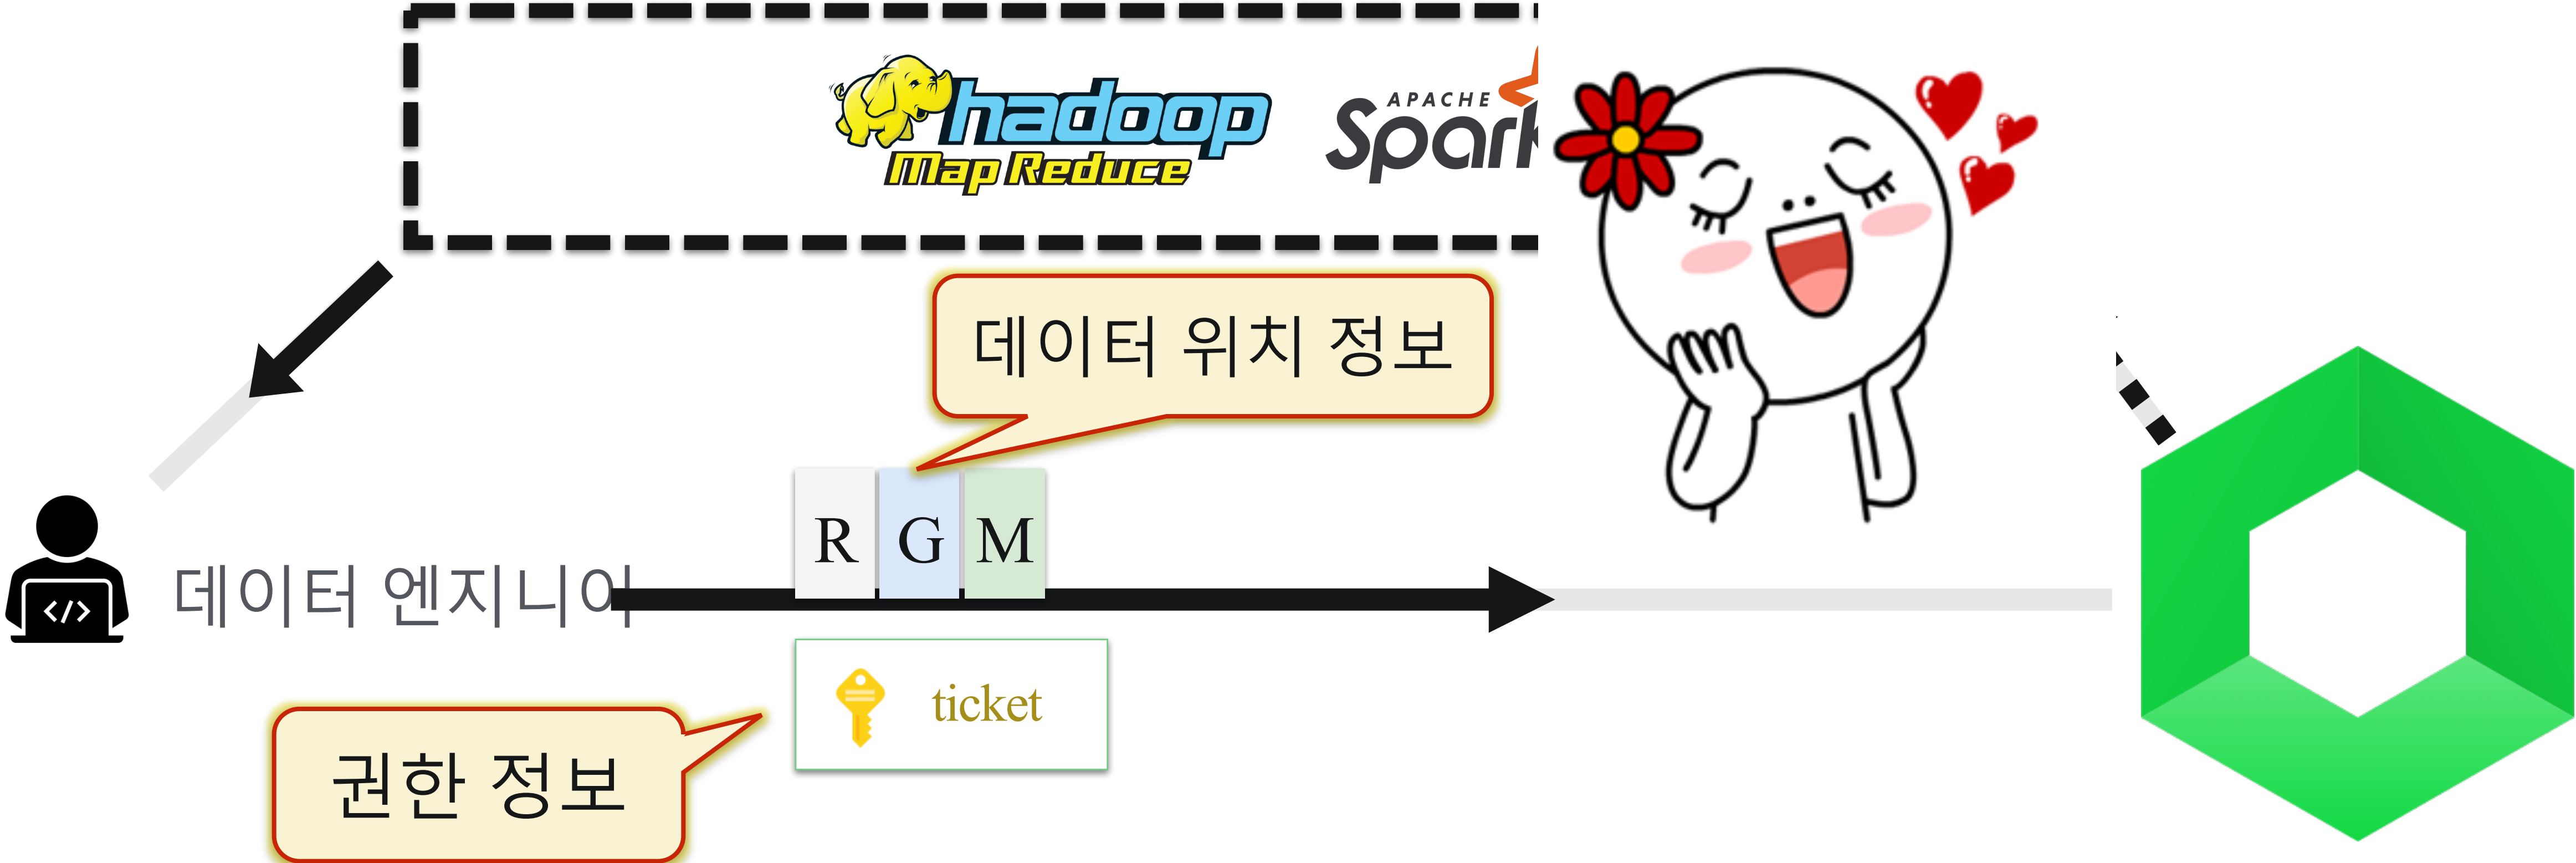 hadoop
Map Reduce
APACHE
Spark
데이터 위치 정보
R G M
데이터 엔지니어
</>
ticket
권한 정보